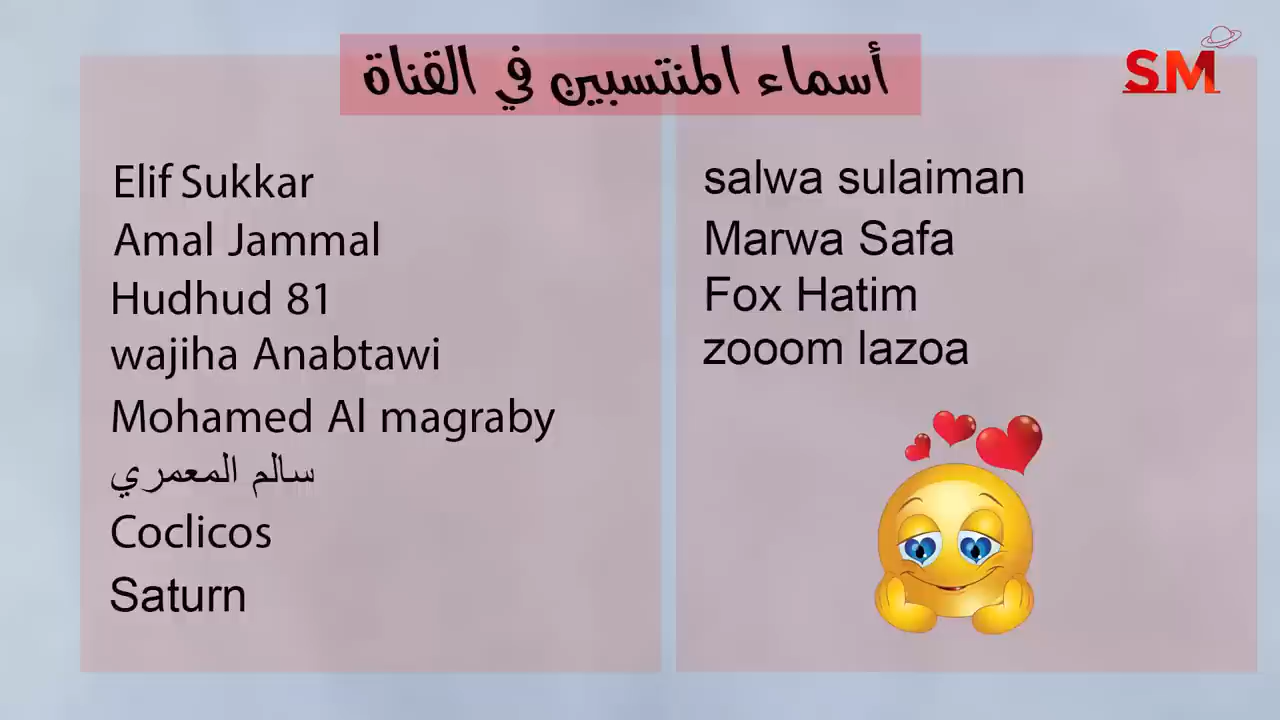 أسماء المنتسبين في القناة
SM
Elif Sukkar
Amal Jammal
Hudhud 81
wajiha Anabtawi
Mohamed Al magraby
سالم المعمري
Coclicos
Saturn
salwa sulaiman
Marwa Safa
Fox Hatim
zooom lazoa